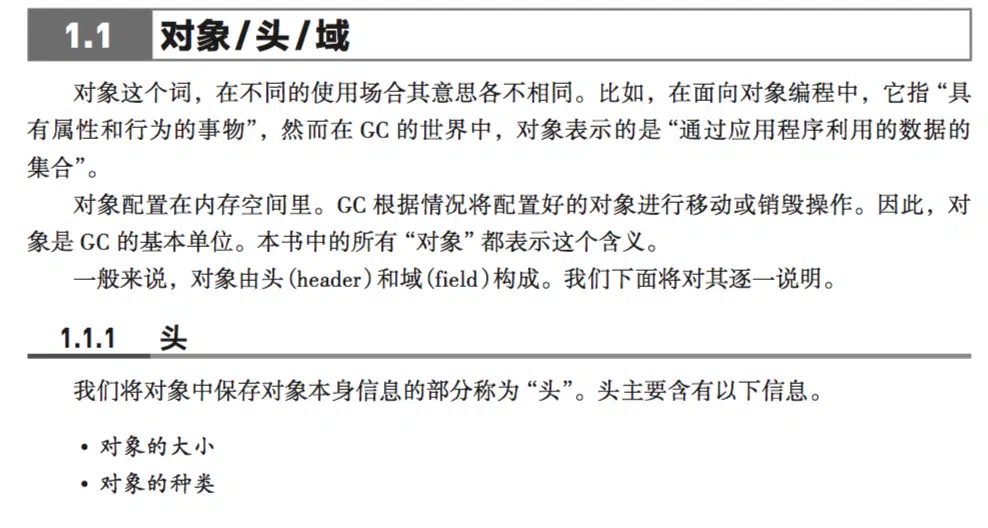 1.1 对象/头/域
对象这个词，在不同的使用场合其意思各不相同。比如，在面向对象编程中，它指“具
有属性和行为的事物”，然而在 GC 的世界中，对象表示的是“通过应用程序利用的数据的
集合”。
对象配置在内存空间里。GC 根据情况将配置好的对象进行移动或销毁操作。因此，对
象是 GC 的基本单位。本书中的所有“对象”都表示这个含义。
一般来说，对象由头(header)和域(field)构成。我们下面将对其逐一说明。
1.1.1 头
我们将对象中保存对象本身信息的部分称为“头”。头主要含有以下信息。
• 对象的大小
• 对象的种类